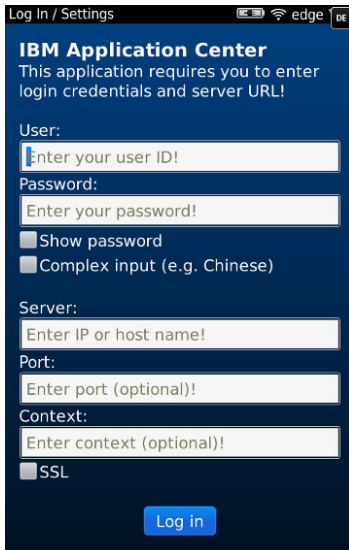 Log In / Settings
edge
DE
IBM Application Center
This application requires you to enter
login credentials and server URL!
User:
Enter your user ID!
Password:
Enter your password!
Show password
Complex input (e.g. Chinese)
Server:
Enter IP or host name!
Port:
Enter port (optional)!
Context:
Enter context (optional)!
SSL
Log in